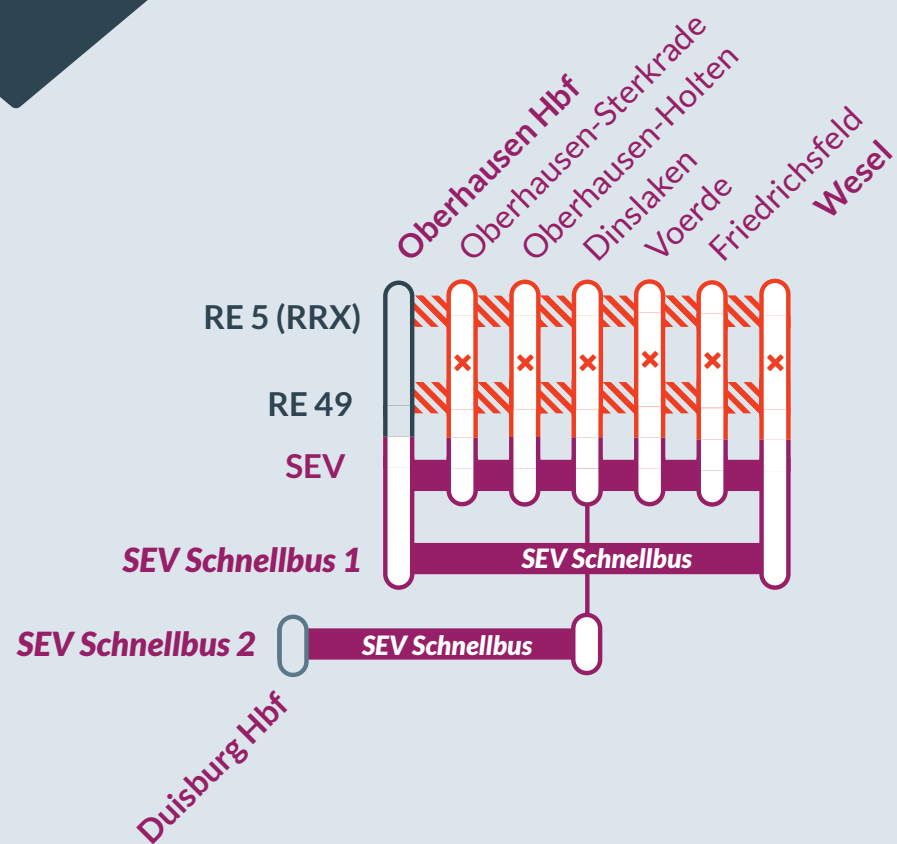 Oberhausen Hbf
Oberhausen-Sterkrade
Oberhausen-Holten
Dinslaken
Voerde
Friedrichsfeld
Wesel
RE 5 (RRX)
RE 49
SEV
SEV Schnellbus 1
SEV Schnellbus
SEV Schnellbus 2
SEV Schnellbus
Duisburg Hbf